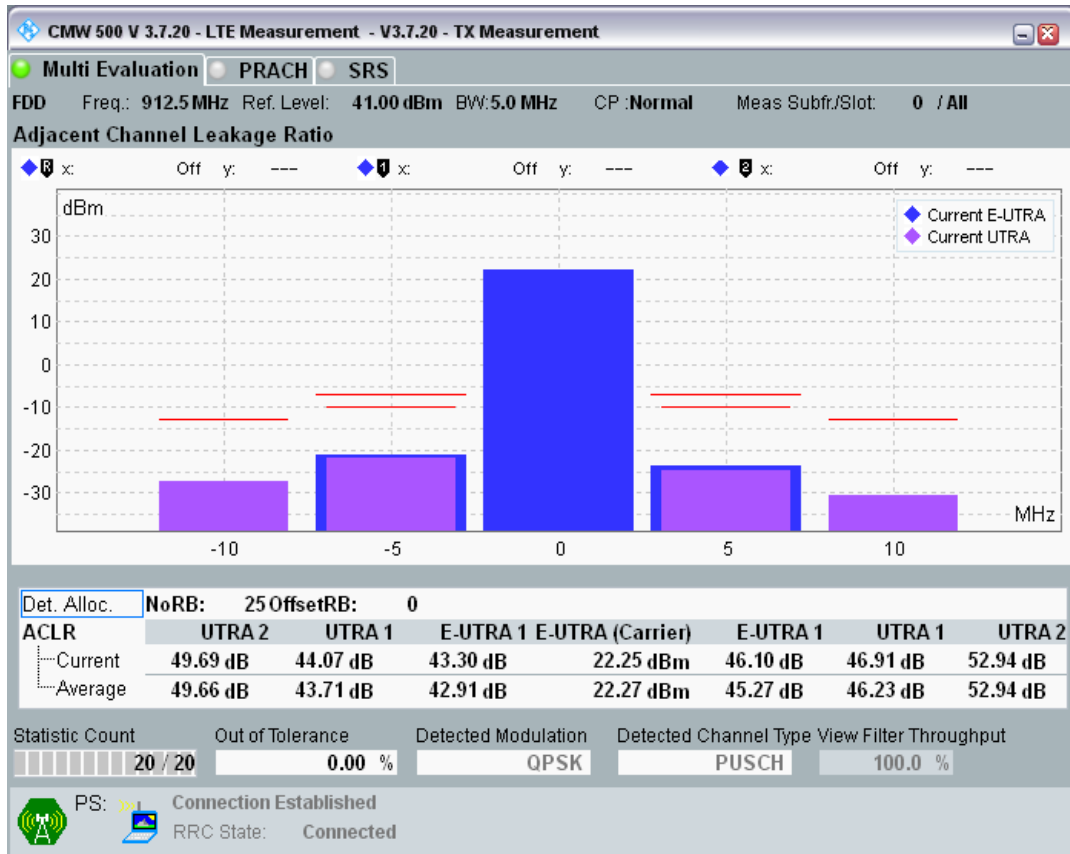 CMW 500 V 3.7.20 - LTE Measurement - V3.7.20 - TX Measurement
Multi Evaluation PRACH SRS
FDD Freq.: 912.5 MHz Ref. Level: 41.00 dBm BW:5.0 MHz CP :Normal Meas Subfr./Slot: 0 / All
Adjacent Channel Leakage Ratio
R x: Off y: --- 1 x: Off y: --- 2 x: Off y: ---
dBm
Current E-UTRA
Current UTRA
30
20
10
0
-10
-20
-30
MHz
-10 -5 0 5 10
Det. Alloc. NoRB: 25 OffsetRB: 0
ACLR UTRA 2 UTRA 1 E-UTRA 1 E-UTRA (Carrier) E-UTRA 1 UTRA 1 UTRA 2
Current 49.69 dB 44.07 dB 43.30 dB 22.25 dBm 46.10 dB 46.91 dB 52.94 dB
Average 49.66 dB 43.71 dB 42.91 dB 22.27 dBm 45.27 dB 46.23 dB 52.94 dB
Statistic Count Out of Tolerance Detected Modulation Detected Channel Type View Filter Throughput
20 / 20 0.00 % QPSK PUSCH 100.0 %
PS: Connection Established
RRC State: Connected